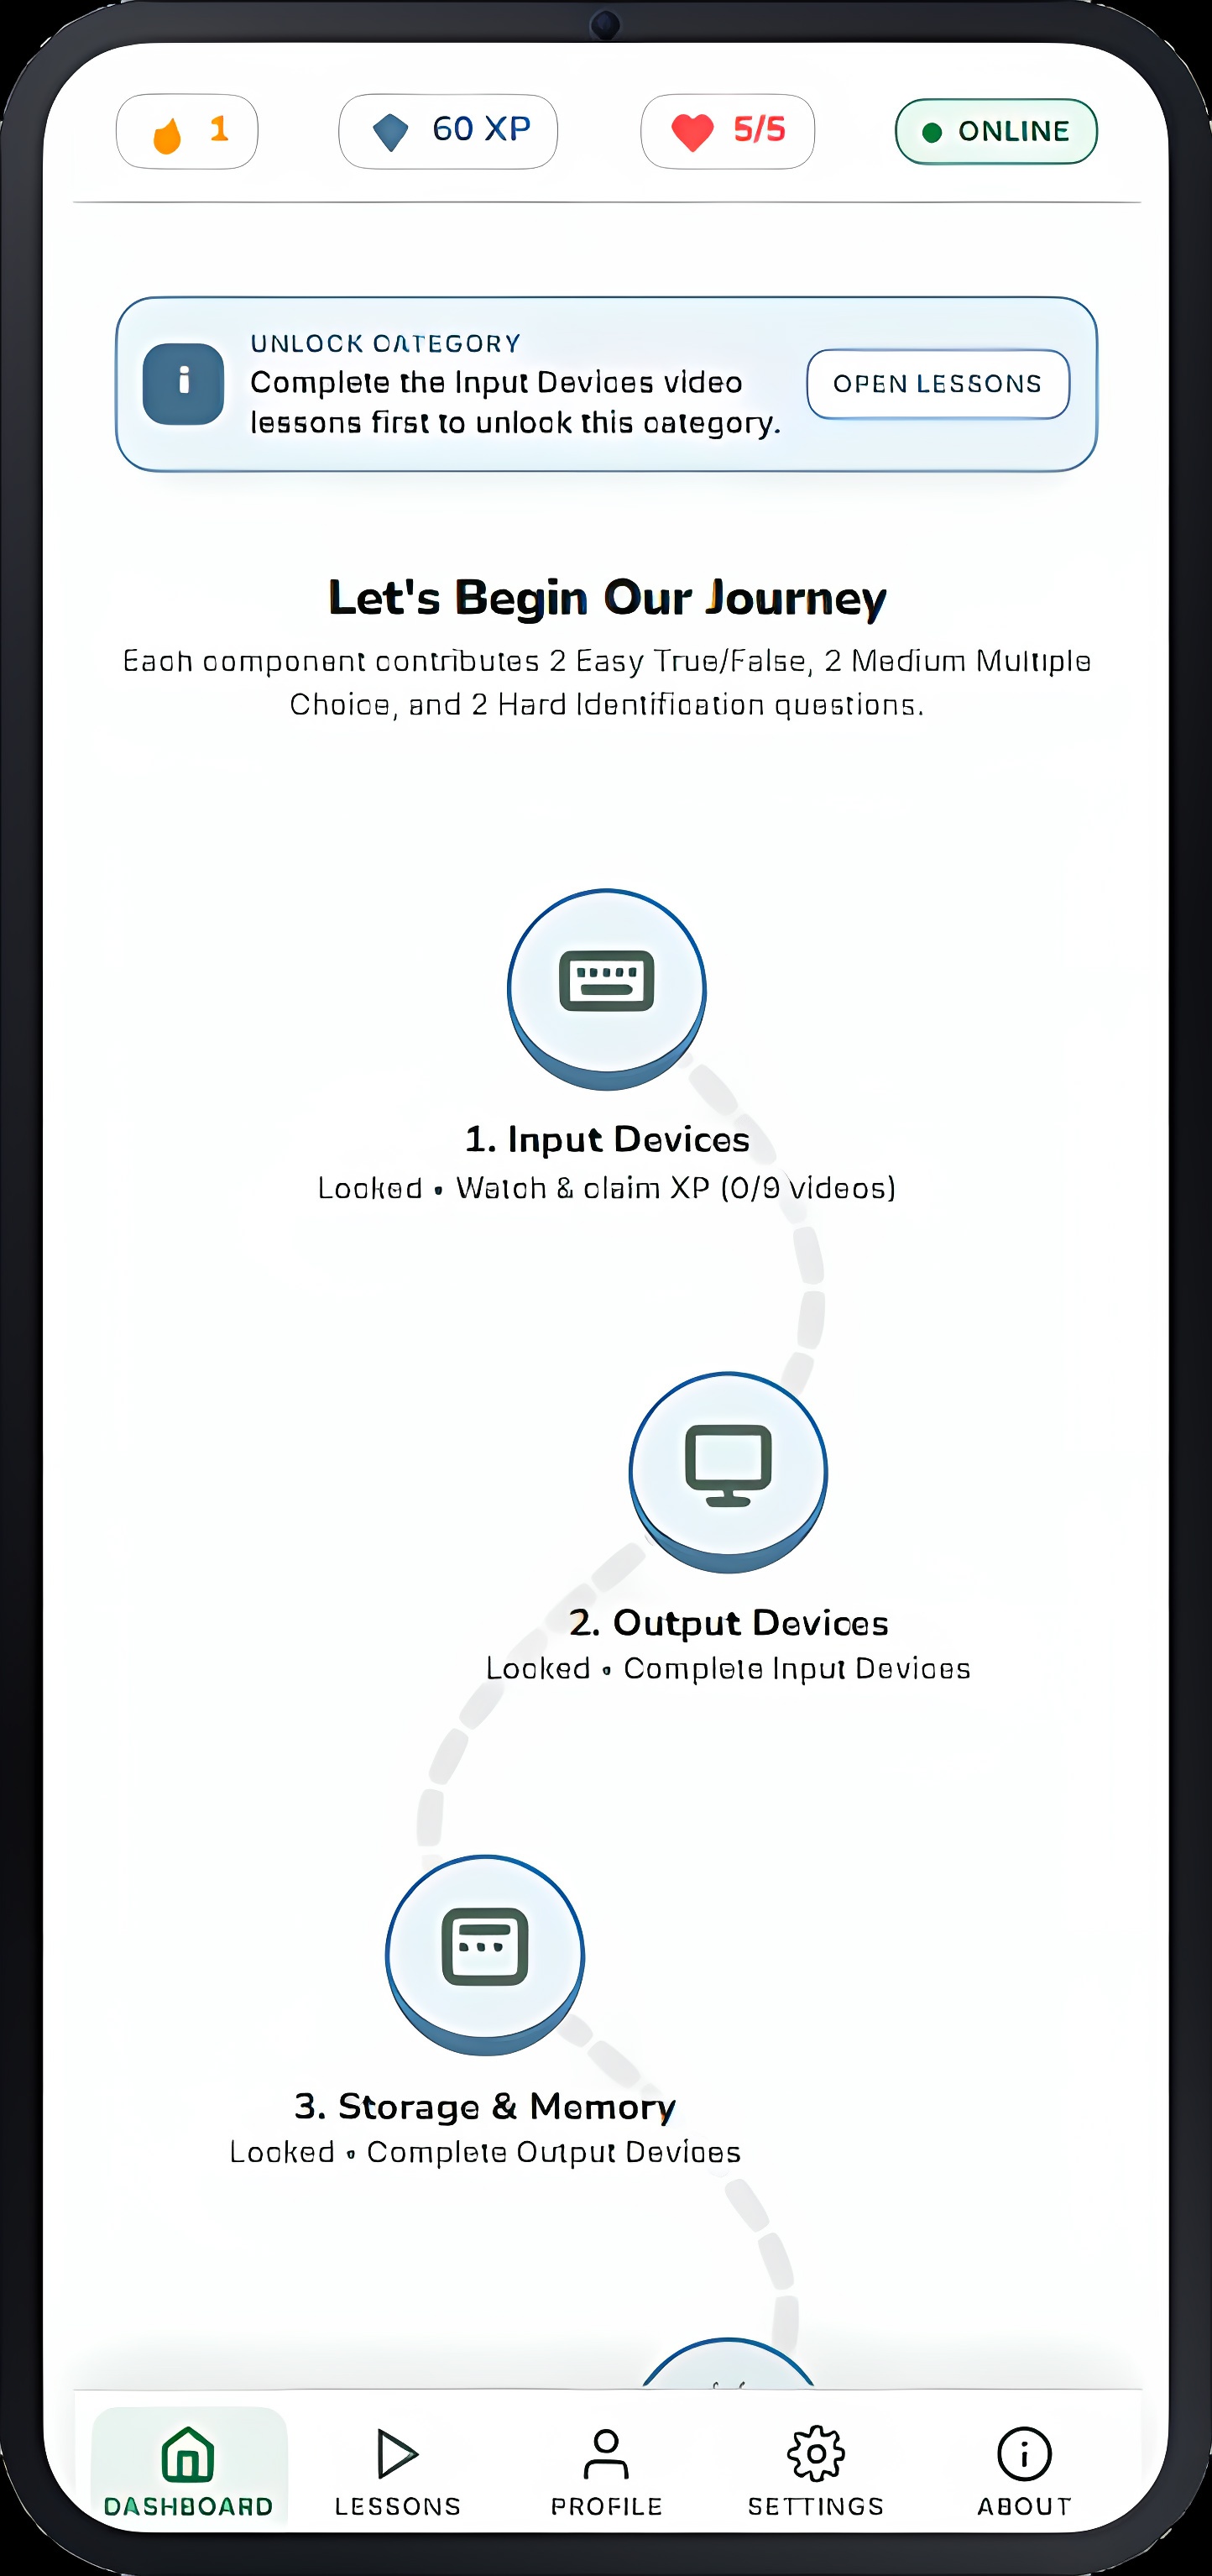 1
60 XP
5/5
ONLINE
UNLOCK CATEGORY
Complete the Input Devices video
lessons first to unlock this category.
OPEN LESSONS
Let's Begin Our Journey
Each component contributes 2 Easy True/False, 2 Medium Multiple
Choice, and 2 Hard Identification questions.
1. Input Devices
Locked • Watch & claim XP (0/9 videos)
2. Output Devices
Locked • Complete Input Devices
3. Storage & Memory
Locked • Complete Output Devices
DASHBOARD
LESSONS
PROFILE
SETTINGS
ABOUT